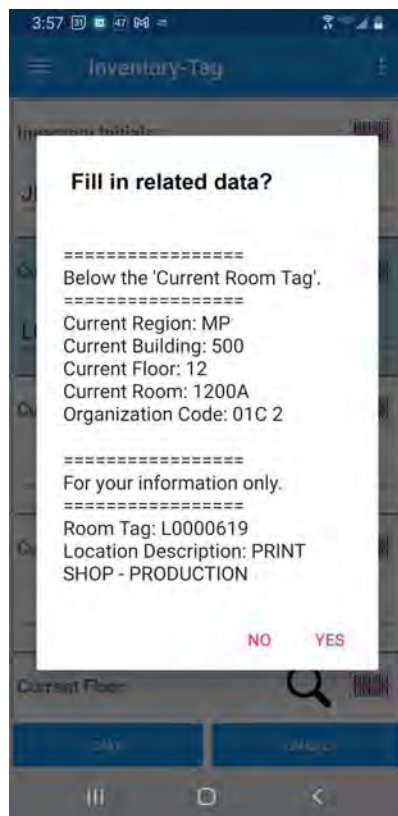 3:57
Inventory-Tag
Inventory Initials
Fill in related data?
=================
Below the 'Current Room Tag'.
=================
Current Region: MP
Current Building: 500
Current Floor: 12
Current Room: 1200A
Organization Code: 01C 2
=================
For your information only.
=================
Room Tag: L0000619
Location Description: PRINT
SHOP - PRODUCTION
NO YES
Current Floor